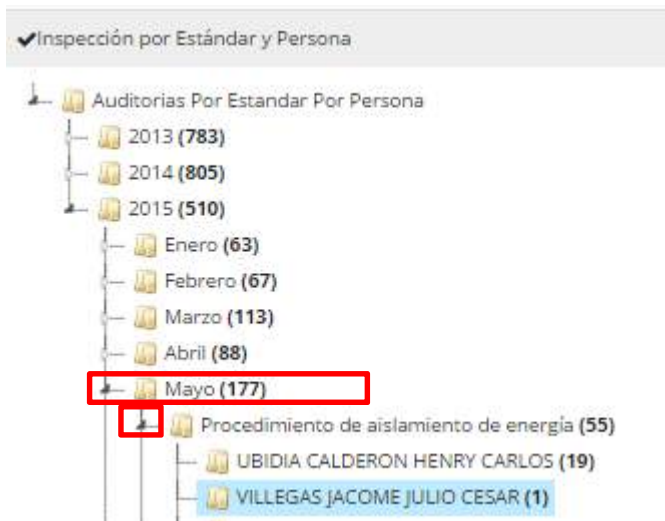 ✔Inspección por Estándar y Persona
Auditorias Por Estandar Por Persona
2013 (783)
2014 (805)
2015 (510)
Enero (63)
Febrero (67)
Marzo (113)
Abril (88)
Mayo (177)
Procedimiento de aislamiento de energía (55)
UBIDIA CALDERON HENRY CARLOS (19)
VILLEGAS JACOME JULIO CESAR (1)